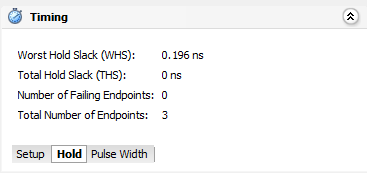 Timing
Worst Hold Slack (WHS): 0.196 ns
Total Hold Slack (THS): 0 ns
Number of Failing Endpoints: 0
Total Number of Endpoints: 3
Setup Hold Pulse Width